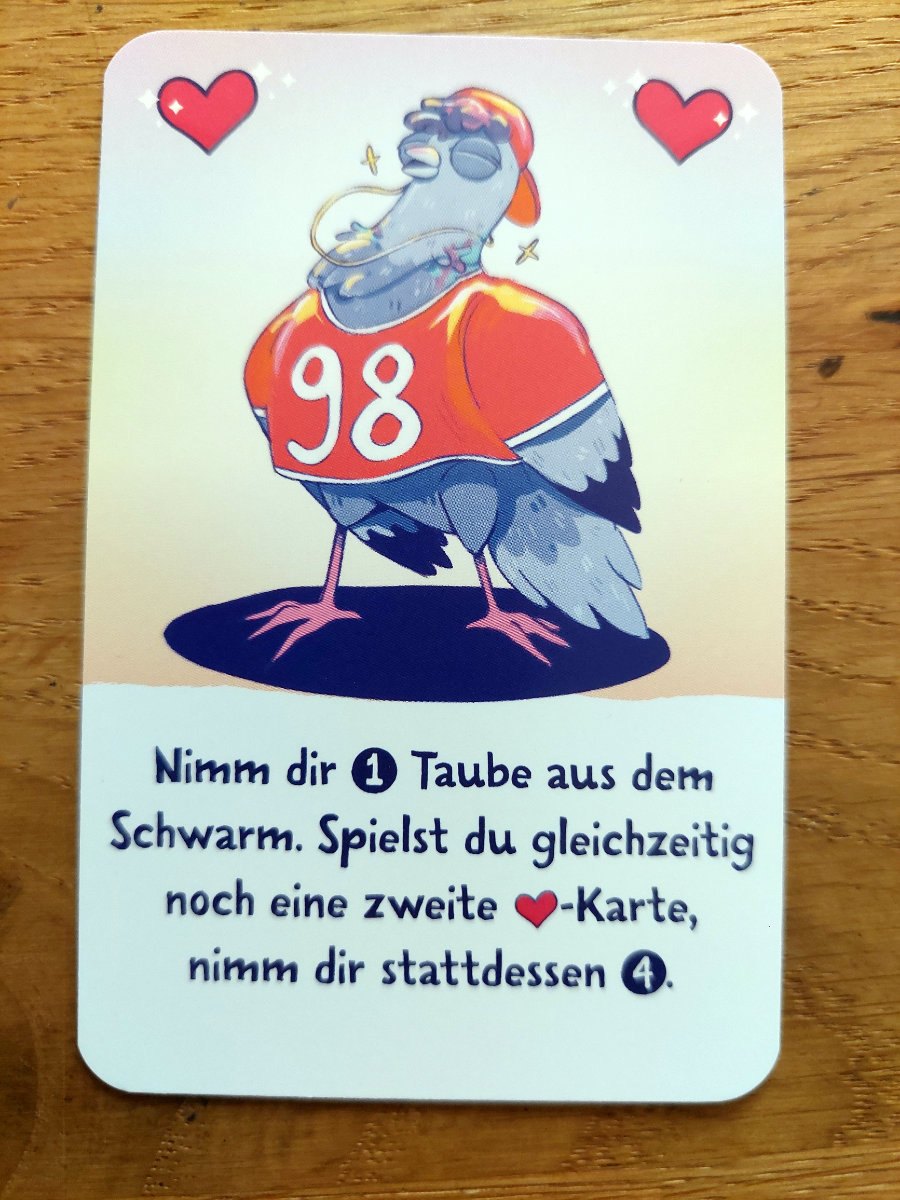 98
Nimm dir 1 Taube aus dem
Schwarm. Spielst du gleichzeitig
noch eine zweite ❤-Karte,
nimm dir stattdessen 4.